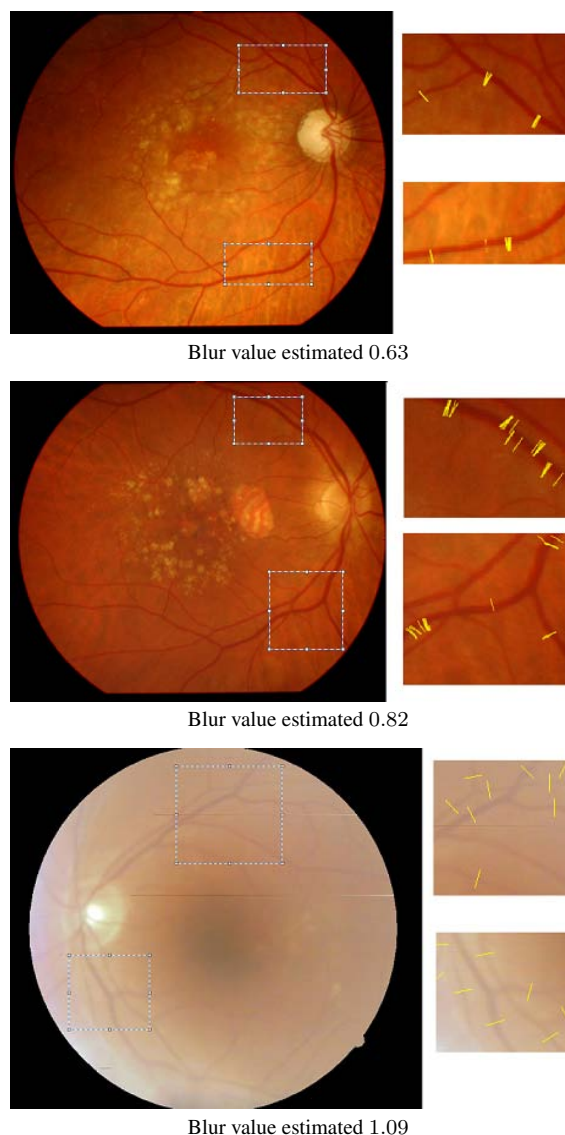 Blur value estimated 0.63
Blur value estimated 0.82
Blur value estimated 1.09